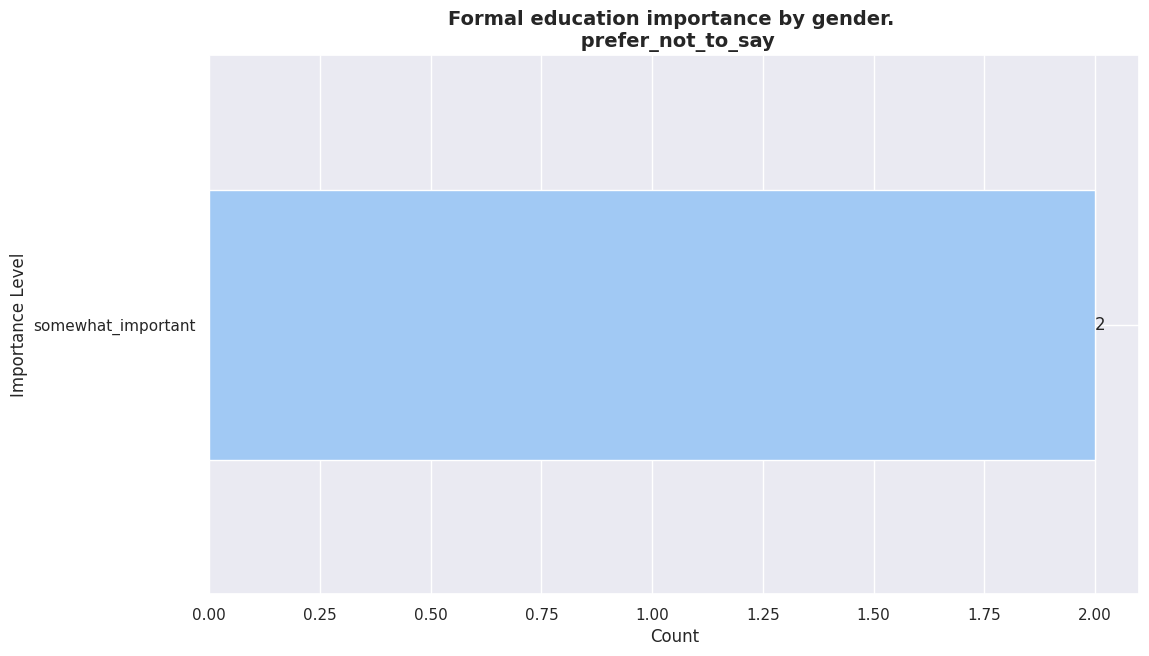 Formal education importance by gender.
prefer_not_to_say
Importance Level
somewhat_important
2
0.00 0.25 0.50 0.75 1.00 1.25 1.50 1.75 2.00
Count